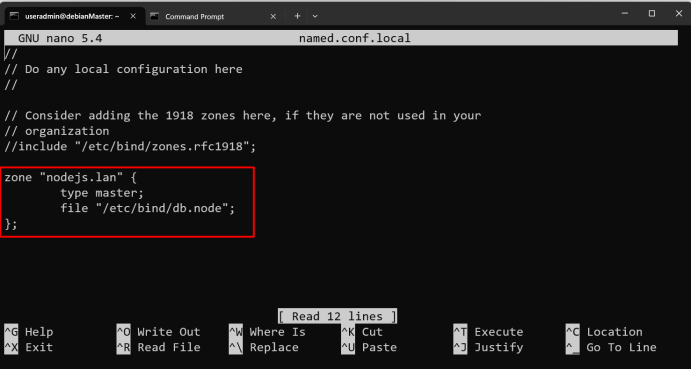 useradmin@debianMaster: ~ × Command Prompt × + ⌄
GNU nano 5.4 named.conf.local
//
// Do any local configuration here
//
// Consider adding the 1918 zones here, if they are not used in your
// organization
//include "/etc/bind/zones.rfc1918";
zone "nodejs.lan" {
type master;
file "/etc/bind/db.node";
};
[ Read 12 lines ]
^G Help ^O Write Out ^W Where Is ^K Cut ^T Execute ^C Location
^X Exit ^R Read File ^\ Replace ^U Paste ^J Justify ^_ Go To Line